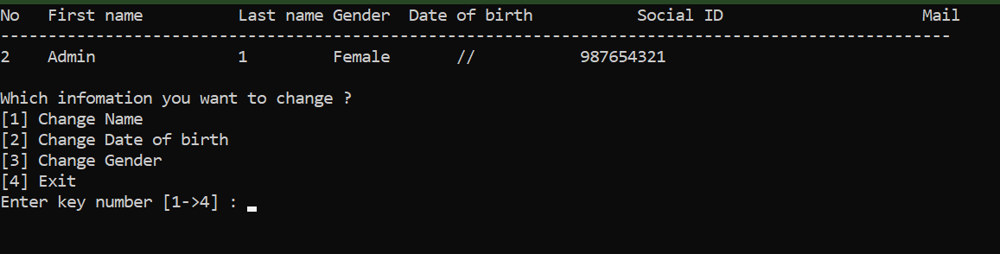 No First name Last name Gender Date of birth Social ID Mail
----------------------------------------------------------------------------------------------------
2 Admin 1 Female // 987654321
Which infomation you want to change ?
[1] Change Name
[2] Change Date of birth
[3] Change Gender
[4] Exit
Enter key number [1->4] :